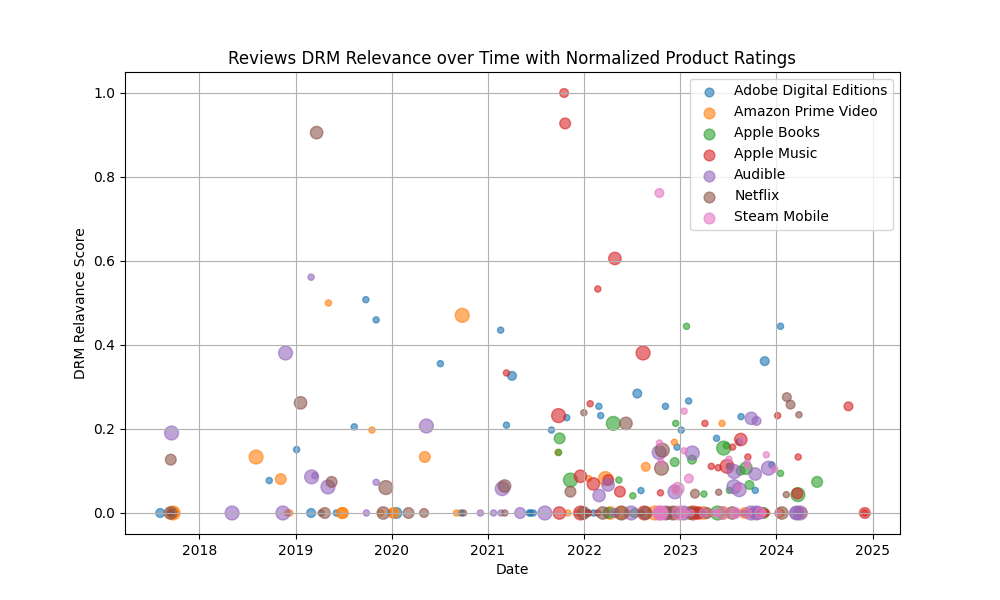 Reviews DRM Relevance over Time with Normalized Product Ratings
1.0
0.8
0.6
0.4
0.2
0.0
DRM Relavance Score
Adobe Digital Editions
Amazon Prime Video
Apple Books
Apple Music
Audible
Netflix
Steam Mobile
2018
2019
2020
2021
2022
2023
2024
2025
Date